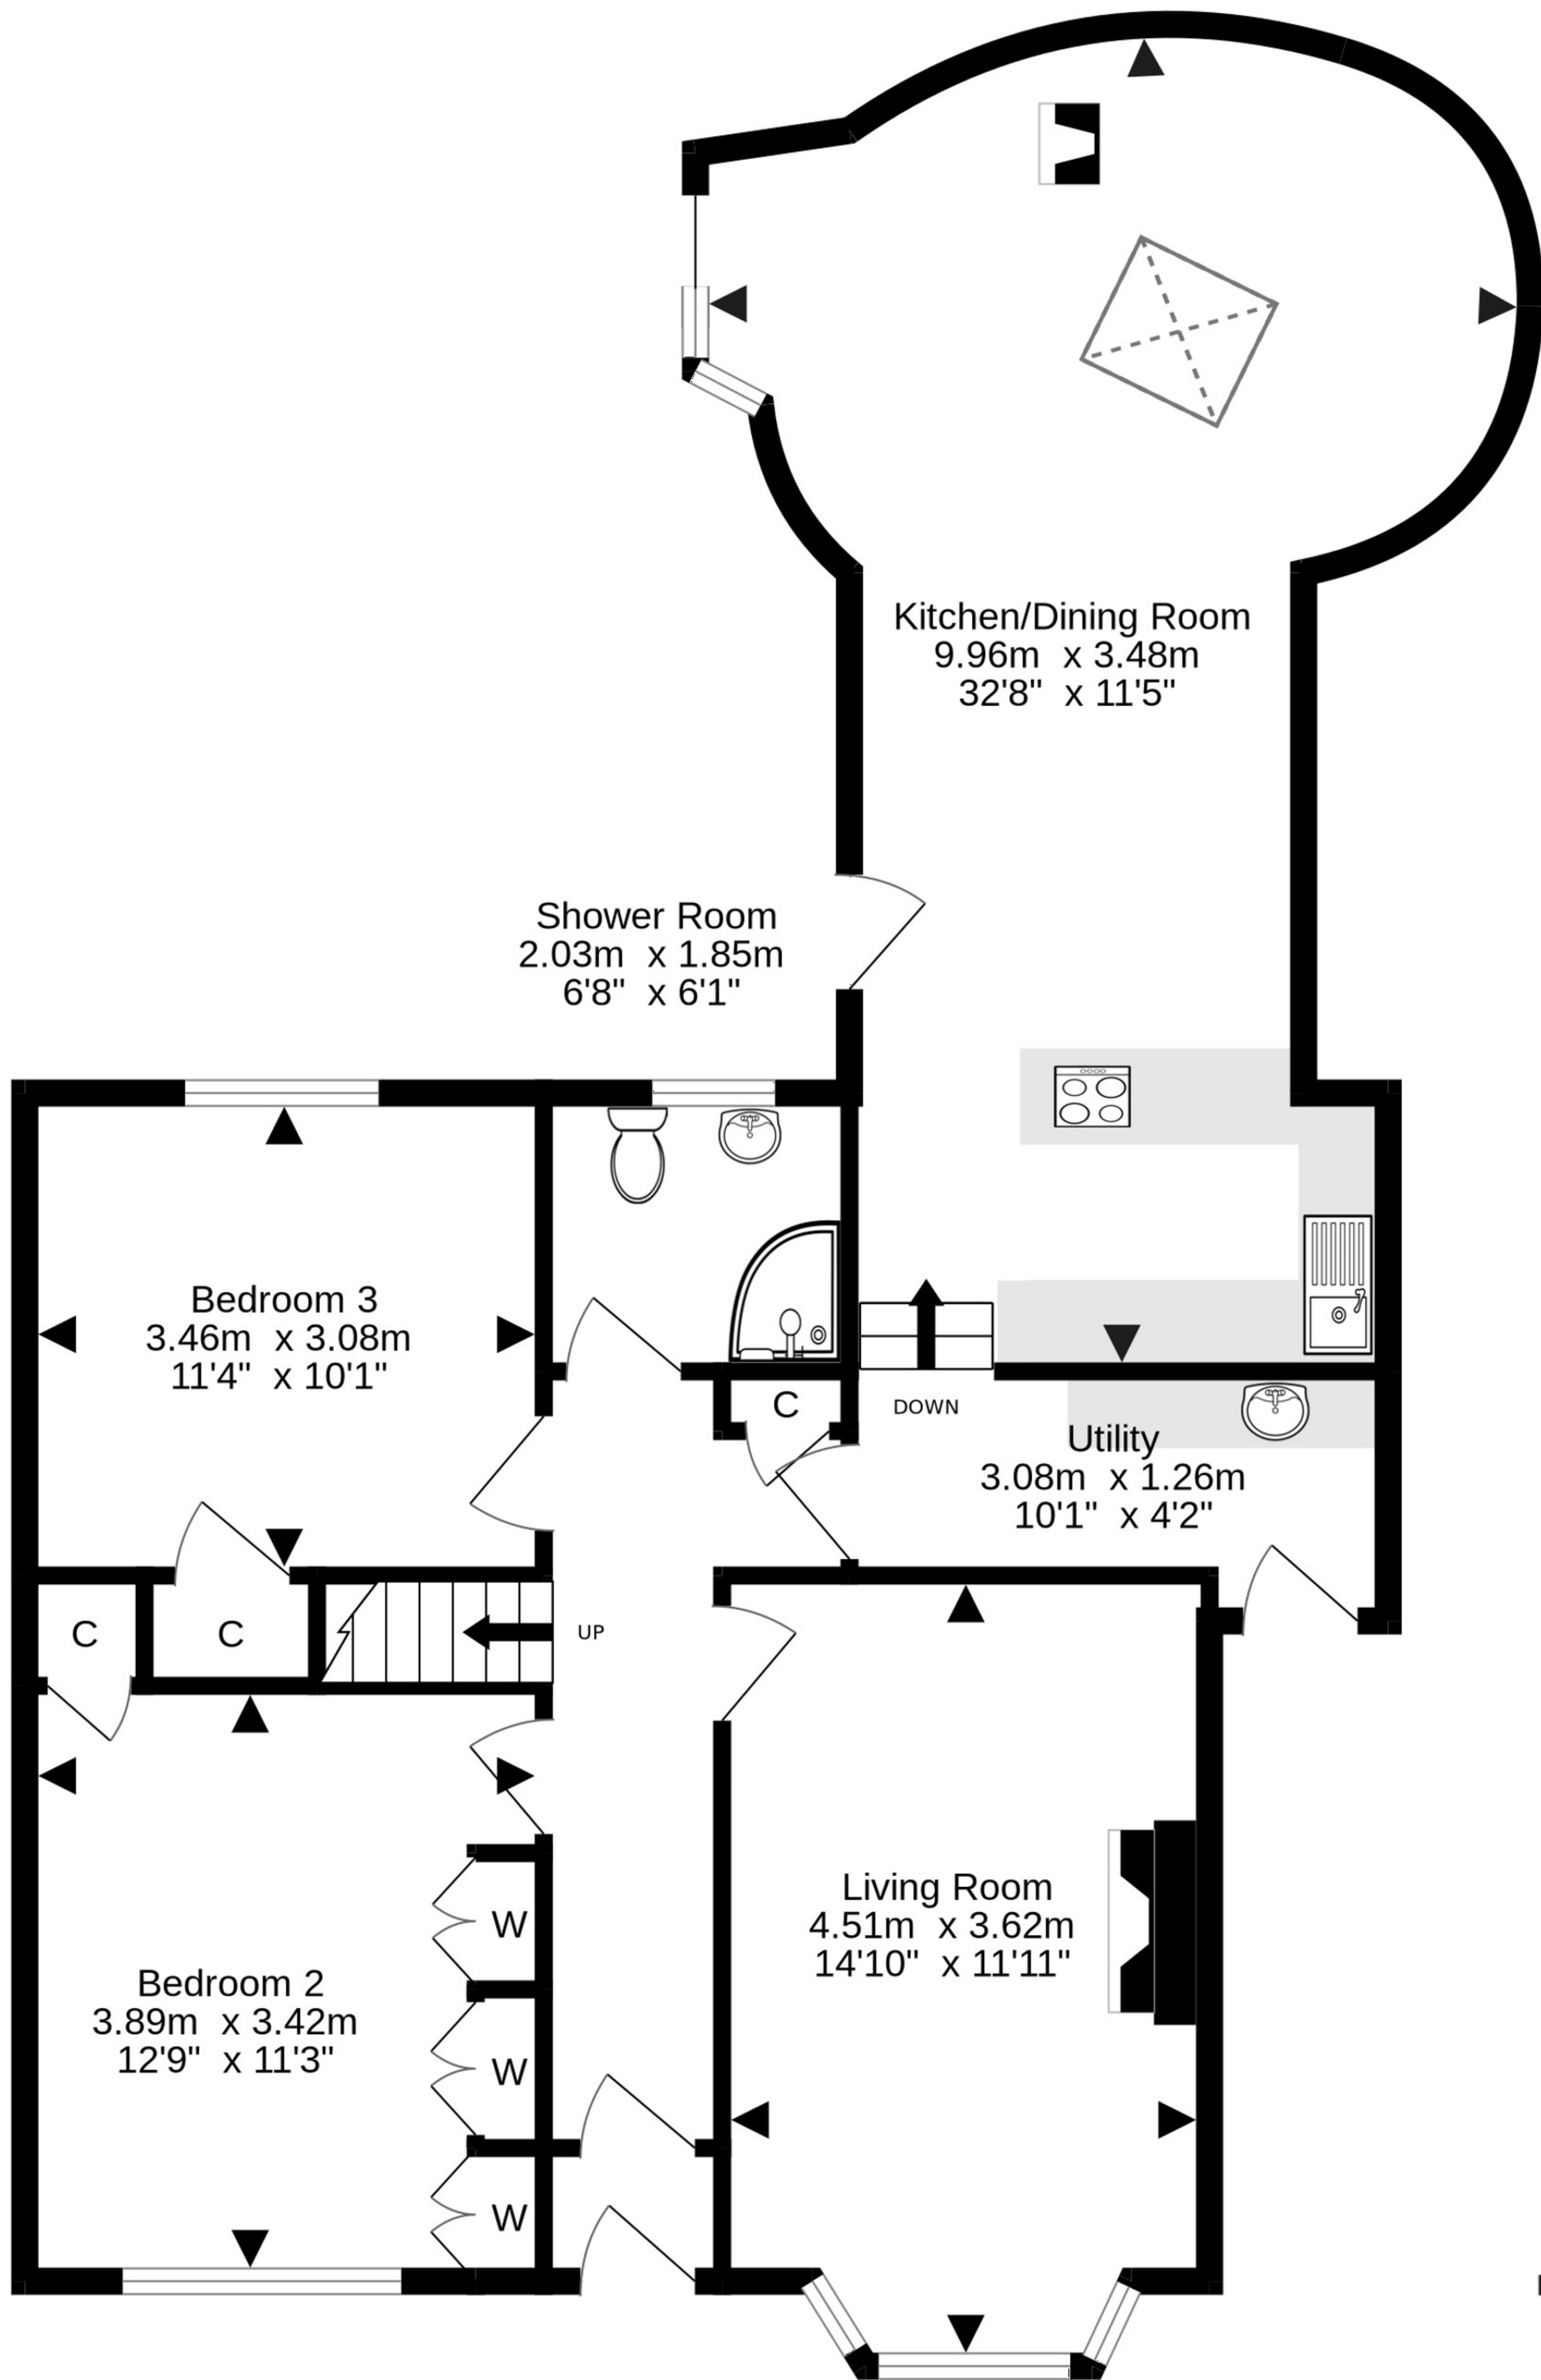 Kitchen/Dining Room
9.96m x 3.48m
32'8" x 11'5"
Shower Room
2.03m x 1.85m
6'8" x 6'1"
Bedroom 3
3.46m x 3.08m
11'4" x 10'1"
C
DOWN
Utility
3.08m x 1.26m
10'1" x 4'2"
C
C
UP
Living Room
4.51m x 3.62m
14'10" x 11'11"
W
Bedroom 2
3.89m x 3.42m
12'9" x 11'3"
W
W